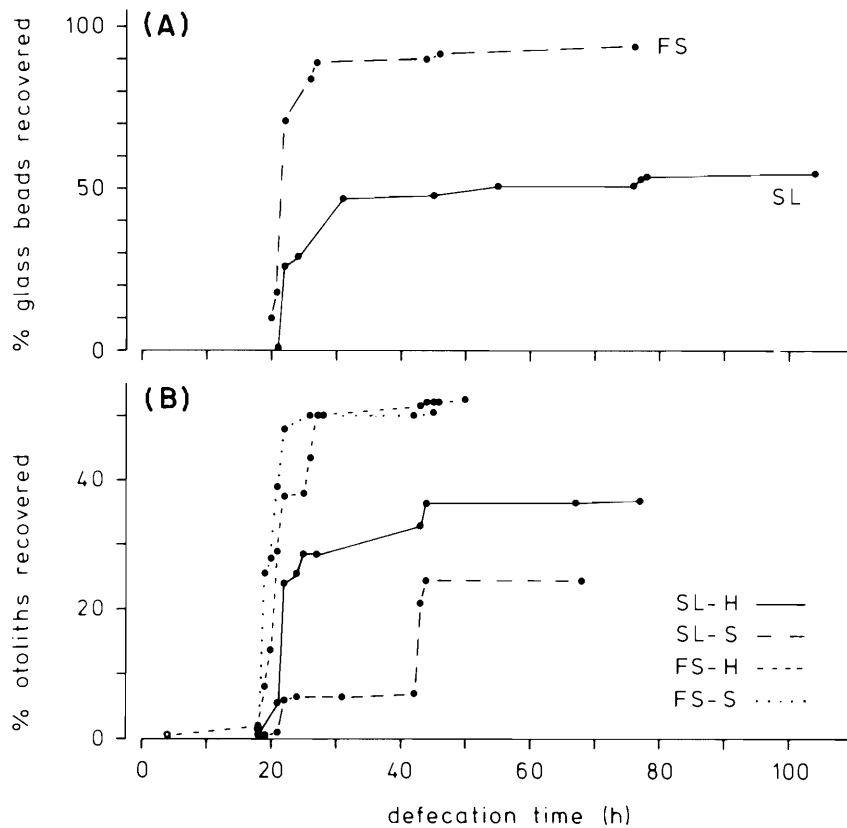 (A)
% glass beads recovered
100
50
0
FS
SL
(B)
% otoliths recovered
40
20
0
SL-H
SL-S
FS-H
FS-S
0 20 40 60 80 100
defecation time (h)